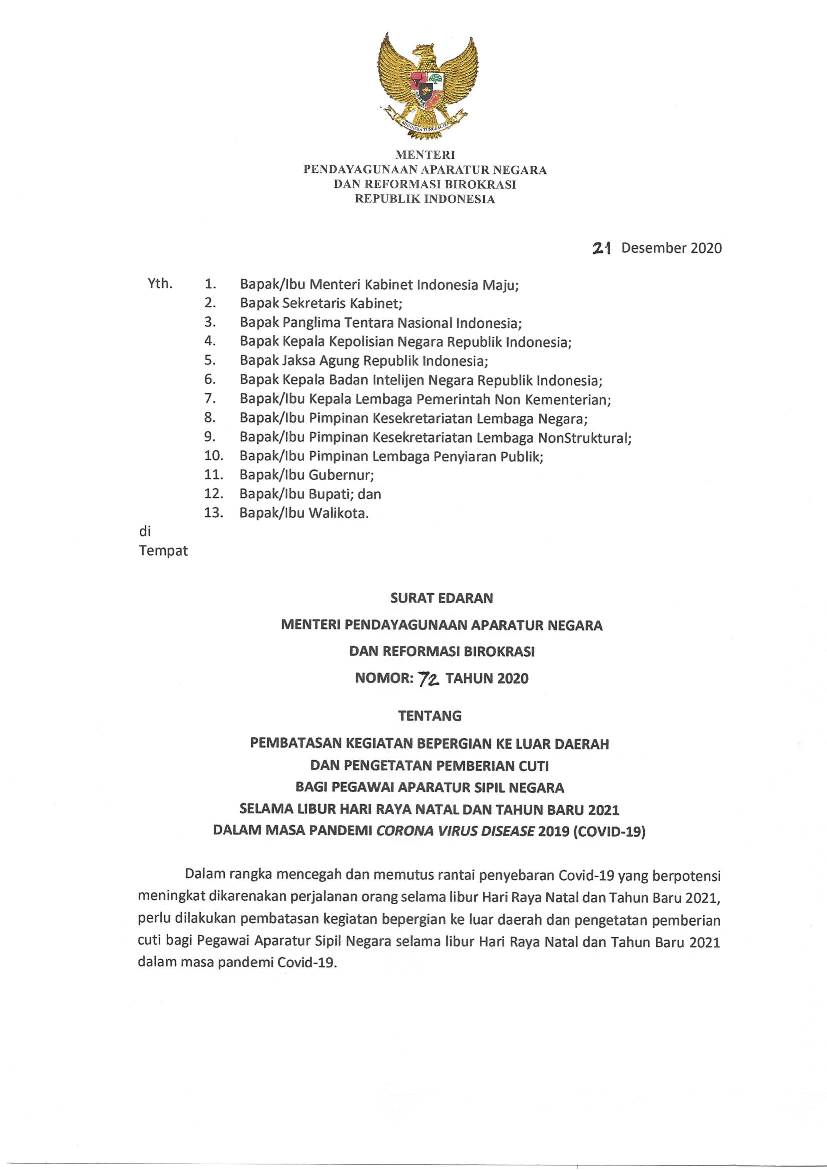 MENTERI
PENDAYAGUNAAN APARATUR NEGARA
DAN REFORMASI BIROKRASI
REPUBLIK INDONESIA
21 Desember 2020
Yth. 1. Bapak/Ibu Menteri Kabinet Indonesia Maju;
2. Bapak Sekretaris Kabinet;
3. Bapak Panglima Tentara Nasional Indonesia;
4. Bapak Kepala Kepolisian Negara Republik Indonesia;
5. Bapak Jaksa Agung Republik Indonesia;
6. Bapak Kepala Badan Intelijen Negara Republik Indonesia;
7. Bapak/Ibu Kepala Lembaga Pemerintah Non Kementerian;
8. Bapak/Ibu Pimpinan Kesekretariatan Lembaga Negara;
9. Bapak/Ibu Pimpinan Kesekretariatan Lembaga NonStruktural;
10. Bapak/Ibu Pimpinan Lembaga Penyiaran Publik;
11. Bapak/Ibu Gubernur;
12. Bapak/Ibu Bupati; dan
13. Bapak/Ibu Walikota.
di
Tempat
SURAT EDARAN
MENTERI PENDAYAGUNAAN APARATUR NEGARA
DAN REFORMASI BIROKRASI
NOMOR: 72 TAHUN 2020
TENTANG
PEMBATASAN KEGIATAN BEPERGIAN KE LUAR DAERAH
DAN PENGETATAN PEMBERIAN CUTI
BAGI PEGAWAI APARATUR SIPIL NEGARA
SELAMA LIBUR HARI RAYA NATAL DAN TAHUN BARU 2021
DALAM MASA PANDEMI CORONA VIRUS DISEASE 2019 (COVID-19)
Dalam rangka mencegah dan memutus rantai penyebaran Covid-19 yang berpotensi
meningkat dikarenakan perjalanan orang selama libur Hari Raya Natal dan Tahun Baru 2021,
perlu dilakukan pembatasan kegiatan bepergian ke luar daerah dan pengetatan pemberian
cuti bagi Pegawai Aparatur Sipil Negara selama libur Hari Raya Natal dan Tahun Baru 2021
dalam masa pandemi Covid-19.